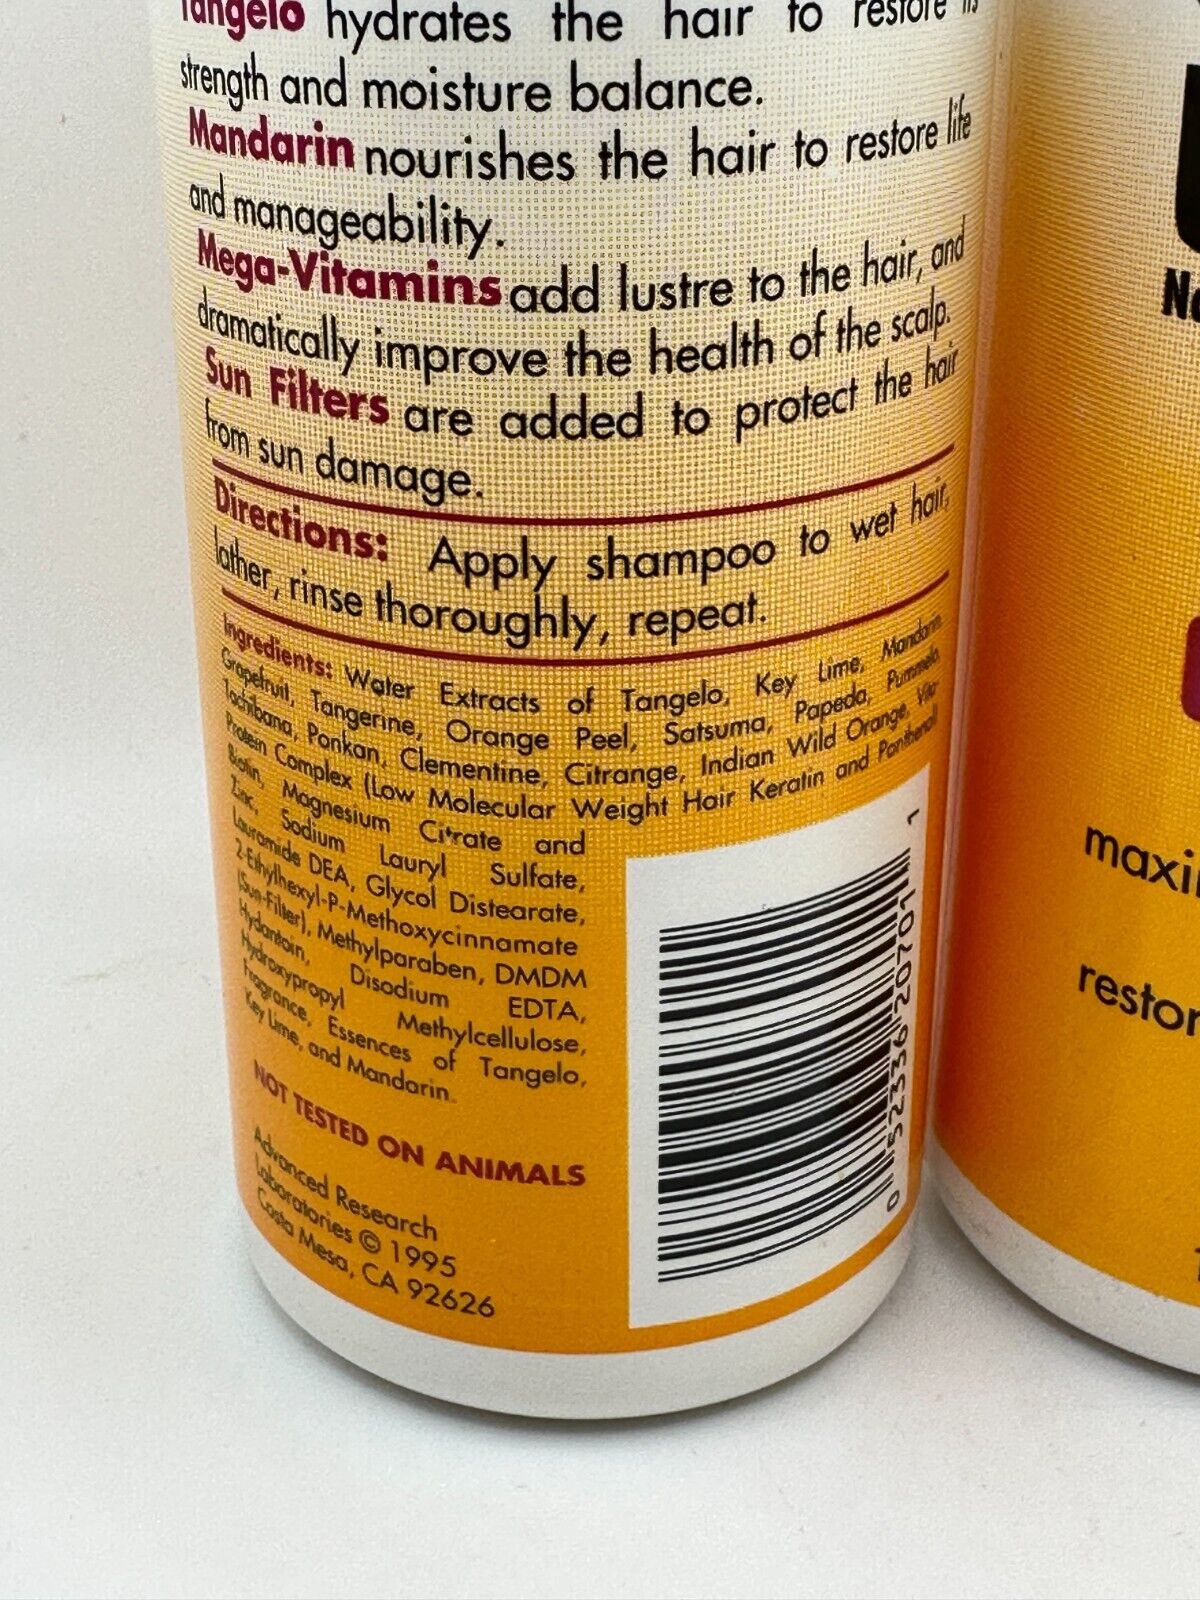 Tangelo hydrates the hair to restore its
strength and moisture balance.
Mandarin nourishes the hair to restore life
and manageability.
Mega-Vitamins add lustre to the hair, and
dramatically improve the health of the scalp.
Sun Filters are added to protect the hair
from sun damage.
Directions: Apply shampoo to wet hair,
lather, rinse thoroughly, repeat.
Ingredients: Water Extracts of Tangelo, Key Lime, Mandarin,
Grapefruit, Tangerine, Orange Peel, Satsuma, Papeda, Pummelo,
Tachibana, Ponkan, Clementine, Citrange, Indian Wild Orange, Vita-
Protein Complex (Low Molecular Weight Hair Keratin and Panthenol)
Biotin, Magnesium Citrate and
Zinc, Sodium Lauryl Sulfate,
Lauramide DEA, Glycol Distearate,
2-Ethylhexyl-P-Methoxycinnamate
(Sun-Filter), Methylparaben, DMDM
Hydantoin, Disodium EDTA,
Hydroxypropyl Methylcellulose,
Fragrance, Essences of Tangelo,
Key Lime, and Mandarin.
NOT TESTED ON ANIMALS
Advanced Research
Laboratories © 1995
Costa Mesa, CA 92626
0 52336 20701 1
maxi
restor